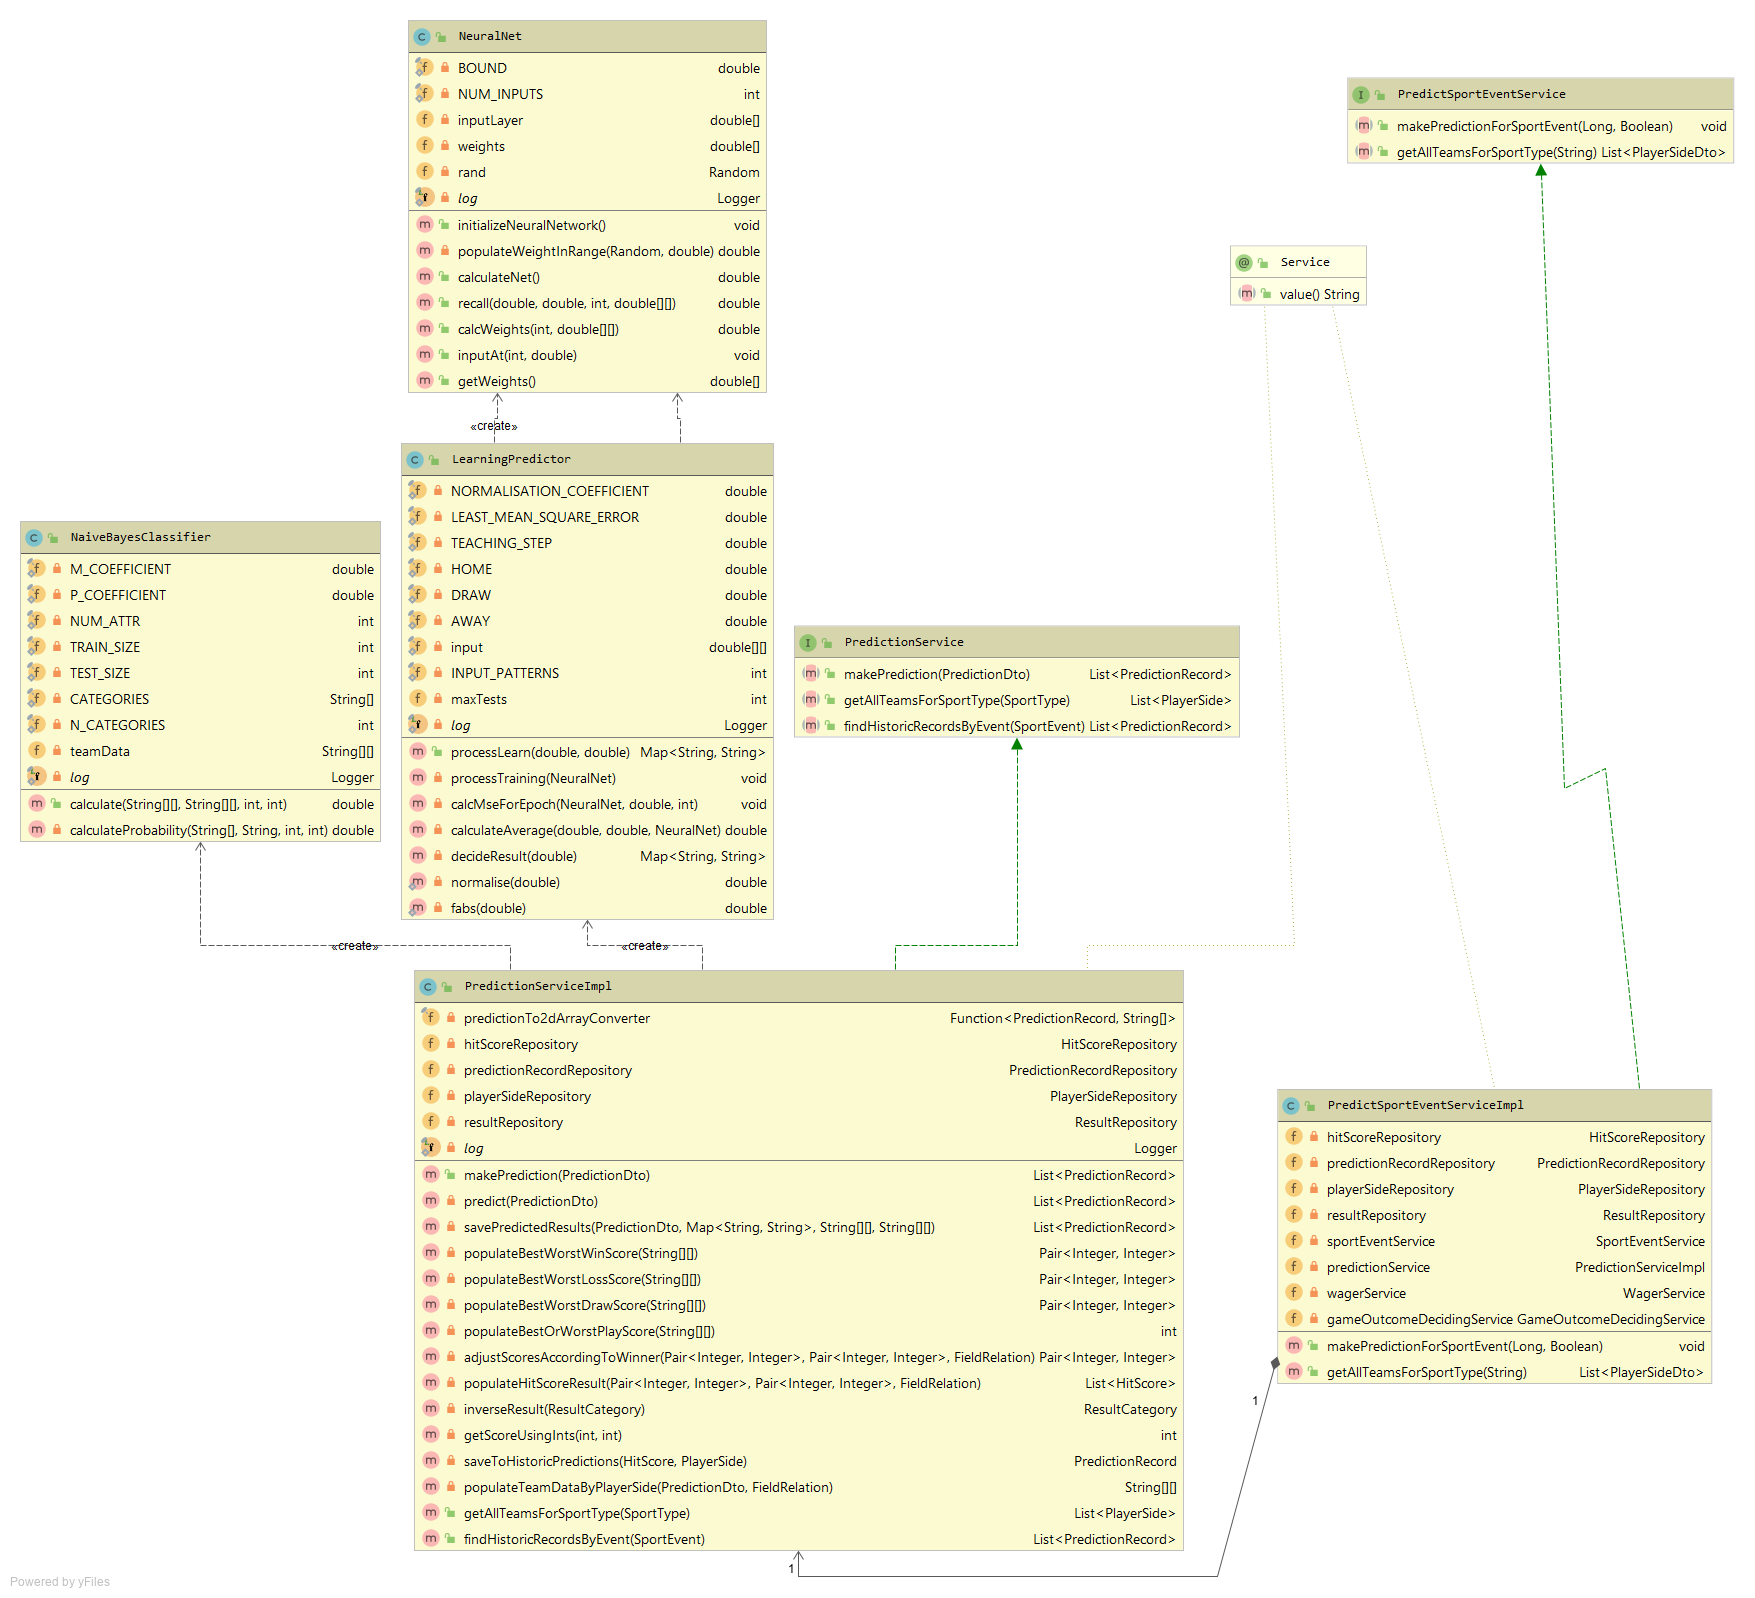 NeuralNet
BOUND double
NUM_INPUTS int
inputLayer double[]
weights double[]
rand Random
log Logger
initializeNeuralNetwork() void
populateWeightInRange(Random, double) double
calculateNet() double
recall(double, double, int, double[][]) double
calcWeights(int, double[][]) double
inputAt(int, double) void
getWeights() double[]
PredictSportEventService
makePredictionForSportEvent(Long, Boolean) void
getAllTeamsForSportType(String) List<PlayerSideDto>
Service
value() String
«create»
LearningPredictor
NORMALISATION_COEFFICIENT double
LEAST_MEAN_SQUARE_ERROR double
TEACHING_STEP double
HOME double
DRAW double
AWAY double
input double[][]
INPUT_PATTERNS int
maxTests int
log Logger
processLearn(double, double) Map<String, String>
processTraining(NeuralNet) void
calcMseForEpoch(NeuralNet, double, int) void
calculateAverage(double, double, NeuralNet) double
decideResult(double) Map<String, String>
normalise(double) double
fabs(double) double
NaiveBayesClassifier
M_COEFFICIENT double
P_COEFFICIENT double
NUM_ATTR int
TRAIN_SIZE int
TEST_SIZE int
CATEGORIES String[]
N_CATEGORIES int
teamData String[][]
log Logger
calculate(String[][], String[][], int, int) double
calculateProbability(String[], String, int, int) double
PredictionService
makePrediction(PredictionDto) List<PredictionRecord>
getAllTeamsForSportType(SportType) List<PlayerSide>
findHistoricRecordsByEvent(SportEvent) List<PredictionRecord>
«create»
«create»
PredictionServiceImpl
predictionTo2dArrayConverter Function<PredictionRecord, String[]>
hitScoreRepository HitScoreRepository
predictionRecordRepository PredictionRecordRepository
playerSideRepository PlayerSideRepository
resultRepository ResultRepository
log Logger
makePrediction(PredictionDto) List<PredictionRecord>
predict(PredictionDto) List<PredictionRecord>
savePredictedResults(PredictionDto, Map<String, String>, String[][], String[][]) List<PredictionRecord>
populateBestWorstWinScore(String[][]) Pair<Integer, Integer>
populateBestWorstLossScore(String[][]) Pair<Integer, Integer>
populateBestWorstDrawScore(String[][]) Pair<Integer, Integer>
populateBestOrWorstPlayScore(String[][]) int
adjustScoresAccordingToWinner(Pair<Integer, Integer>, Pair<Integer, Integer>, FieldRelation) Pair<Integer, Integer>
populateHitScoreResult(Pair<Integer, Integer>, Pair<Integer, Integer>, FieldRelation) List<HitScore>
inverseResult(ResultCategory) ResultCategory
getScoreUsingInts(int, int) int
saveToHistoricPredictions(HitScore, PlayerSide) PredictionRecord
populateTeamDataByPlayerSide(PredictionDto, FieldRelation) String[][]
getAllTeamsForSportType(SportType) List<PlayerSide>
findHistoricRecordsByEvent(SportEvent) List<PredictionRecord>
PredictSportEventServiceImpl
hitScoreRepository HitScoreRepository
predictionRecordRepository PredictionRecordRepository
playerSideRepository PlayerSideRepository
resultRepository ResultRepository
sportEventService SportEventService
predictionService PredictionServiceImpl
wagerService WagerService
gameOutcomeDecidingService GameOutcomeDecidingService
makePredictionForSportEvent(Long, Boolean) void
getAllTeamsForSportType(String) List<PlayerSideDto>
1
1
Powered by yFiles